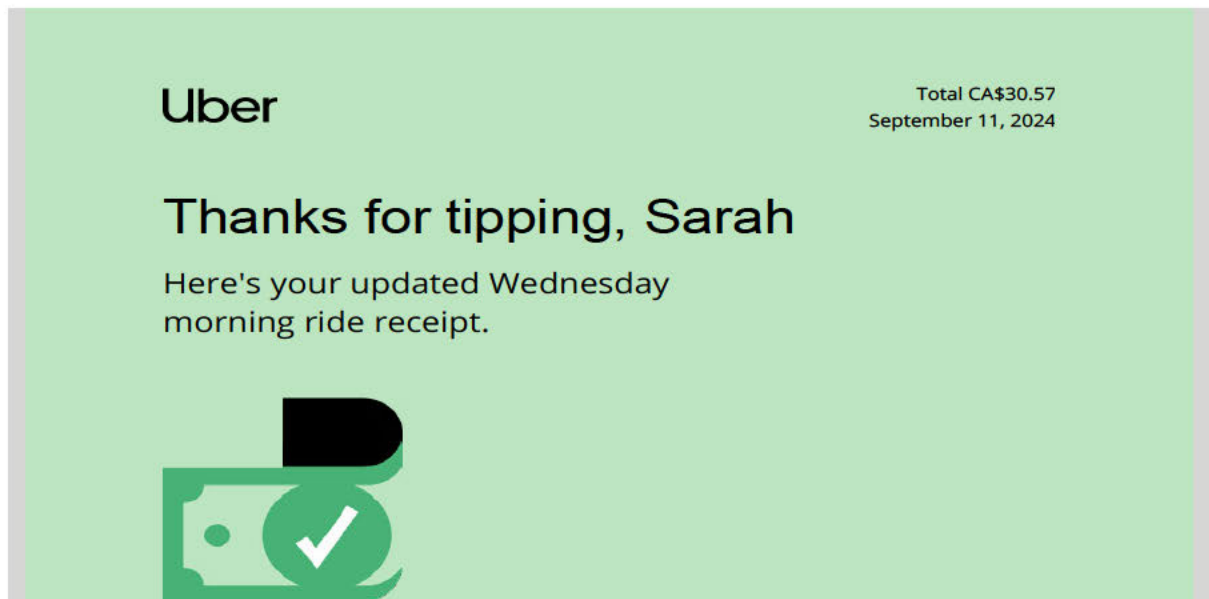 Uber
Total CA$30.57
September 11, 2024
Thanks for tipping, Sarah
Here's your updated Wednesday
morning ride receipt.